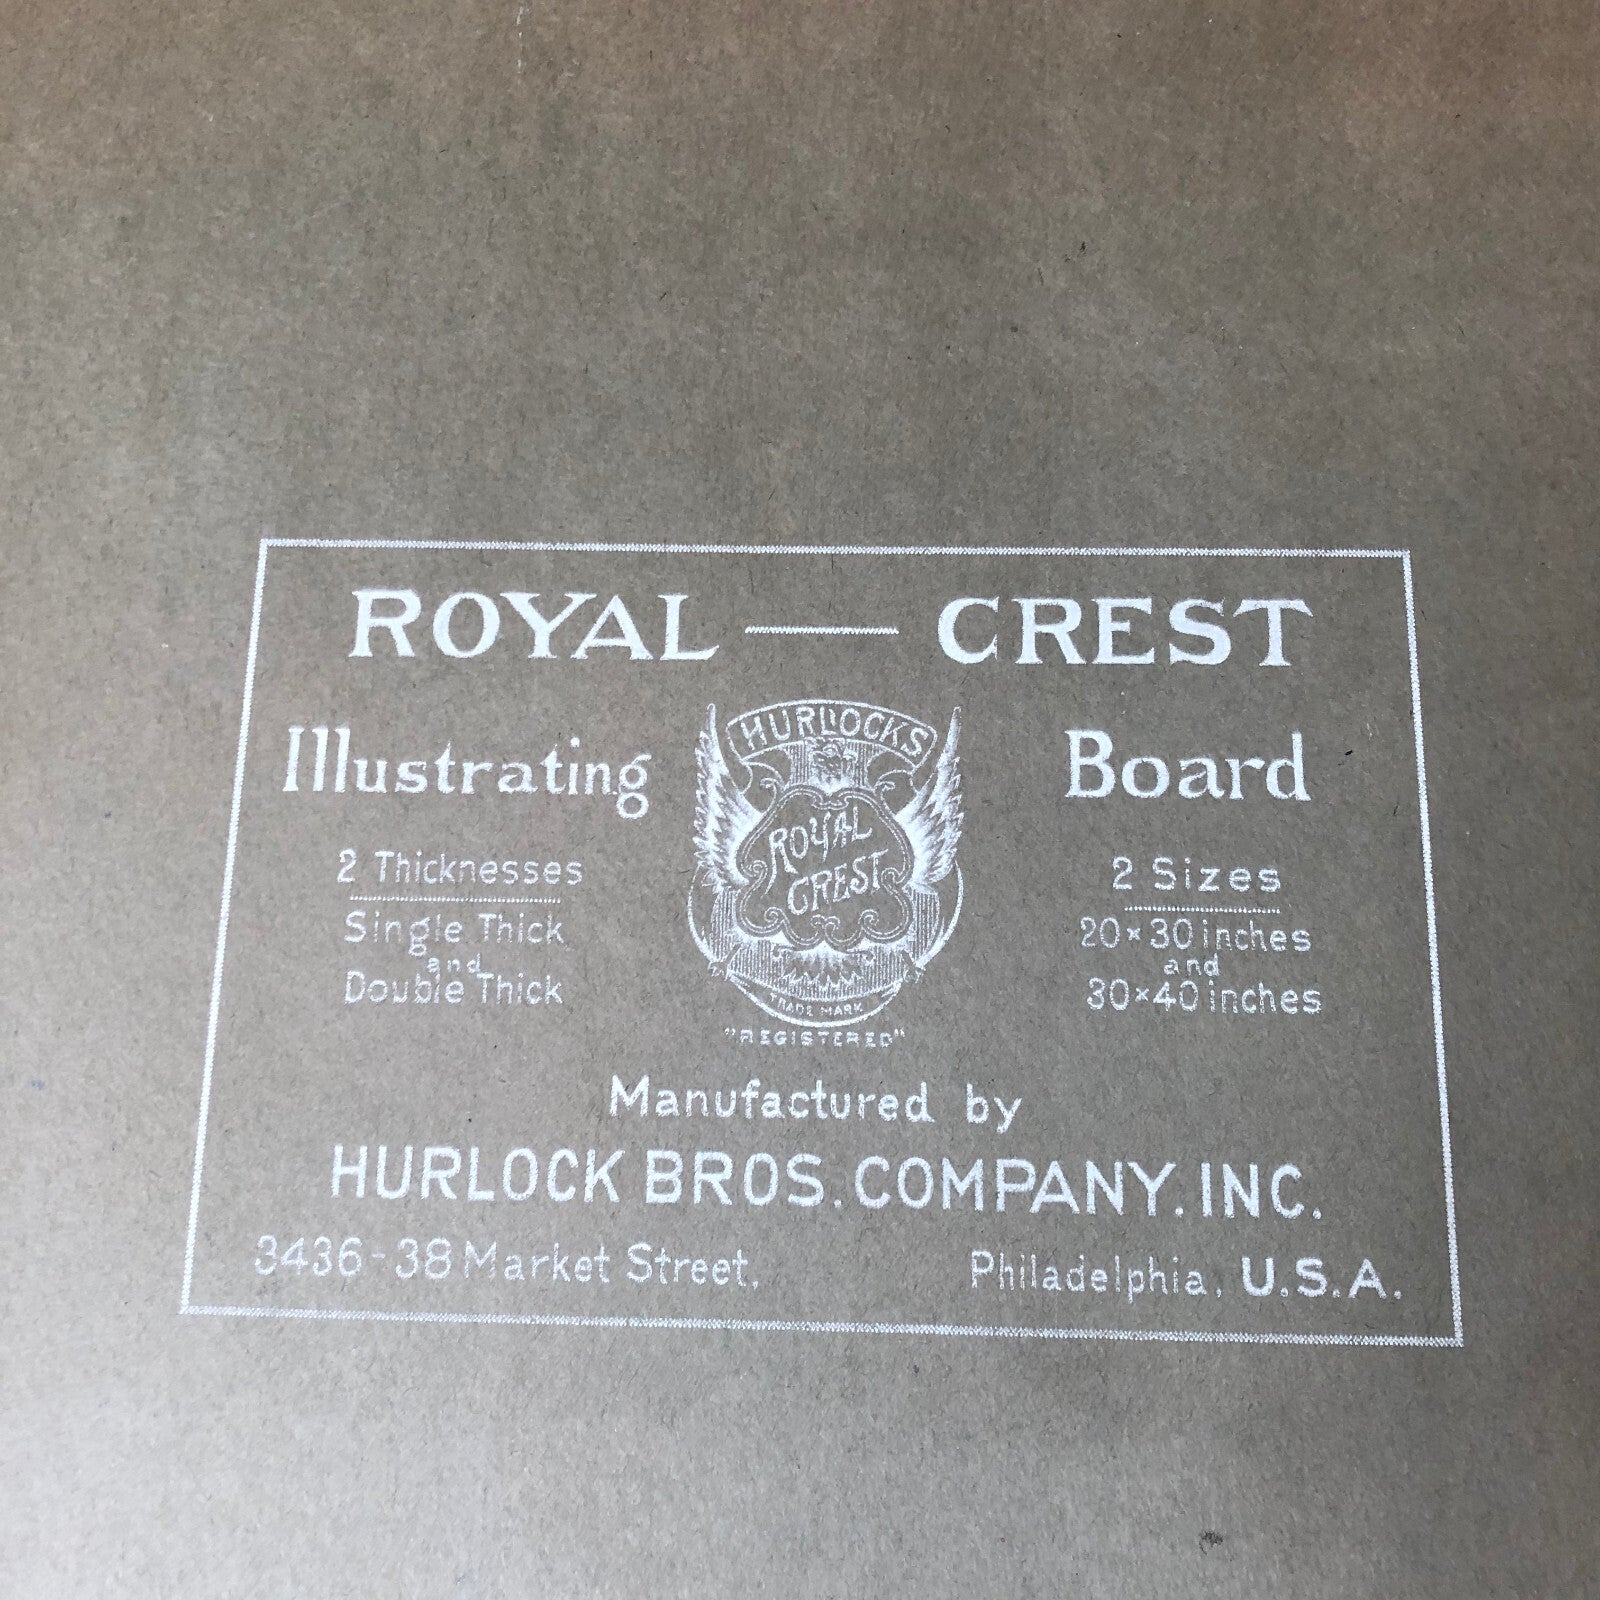 ROYAL — CREST
Illustrating Board
HURLOCKS
ROYAL
CREST
TRADE MARK
"REGISTERED"
2 Thicknesses
Single Thick
and
Double Thick
2 Sizes
20×30 inches
and
30×40 inches
Manufactured by
HURLOCK BROS. COMPANY. INC.
3436-38 Market Street. Philadelphia. U.S.A.